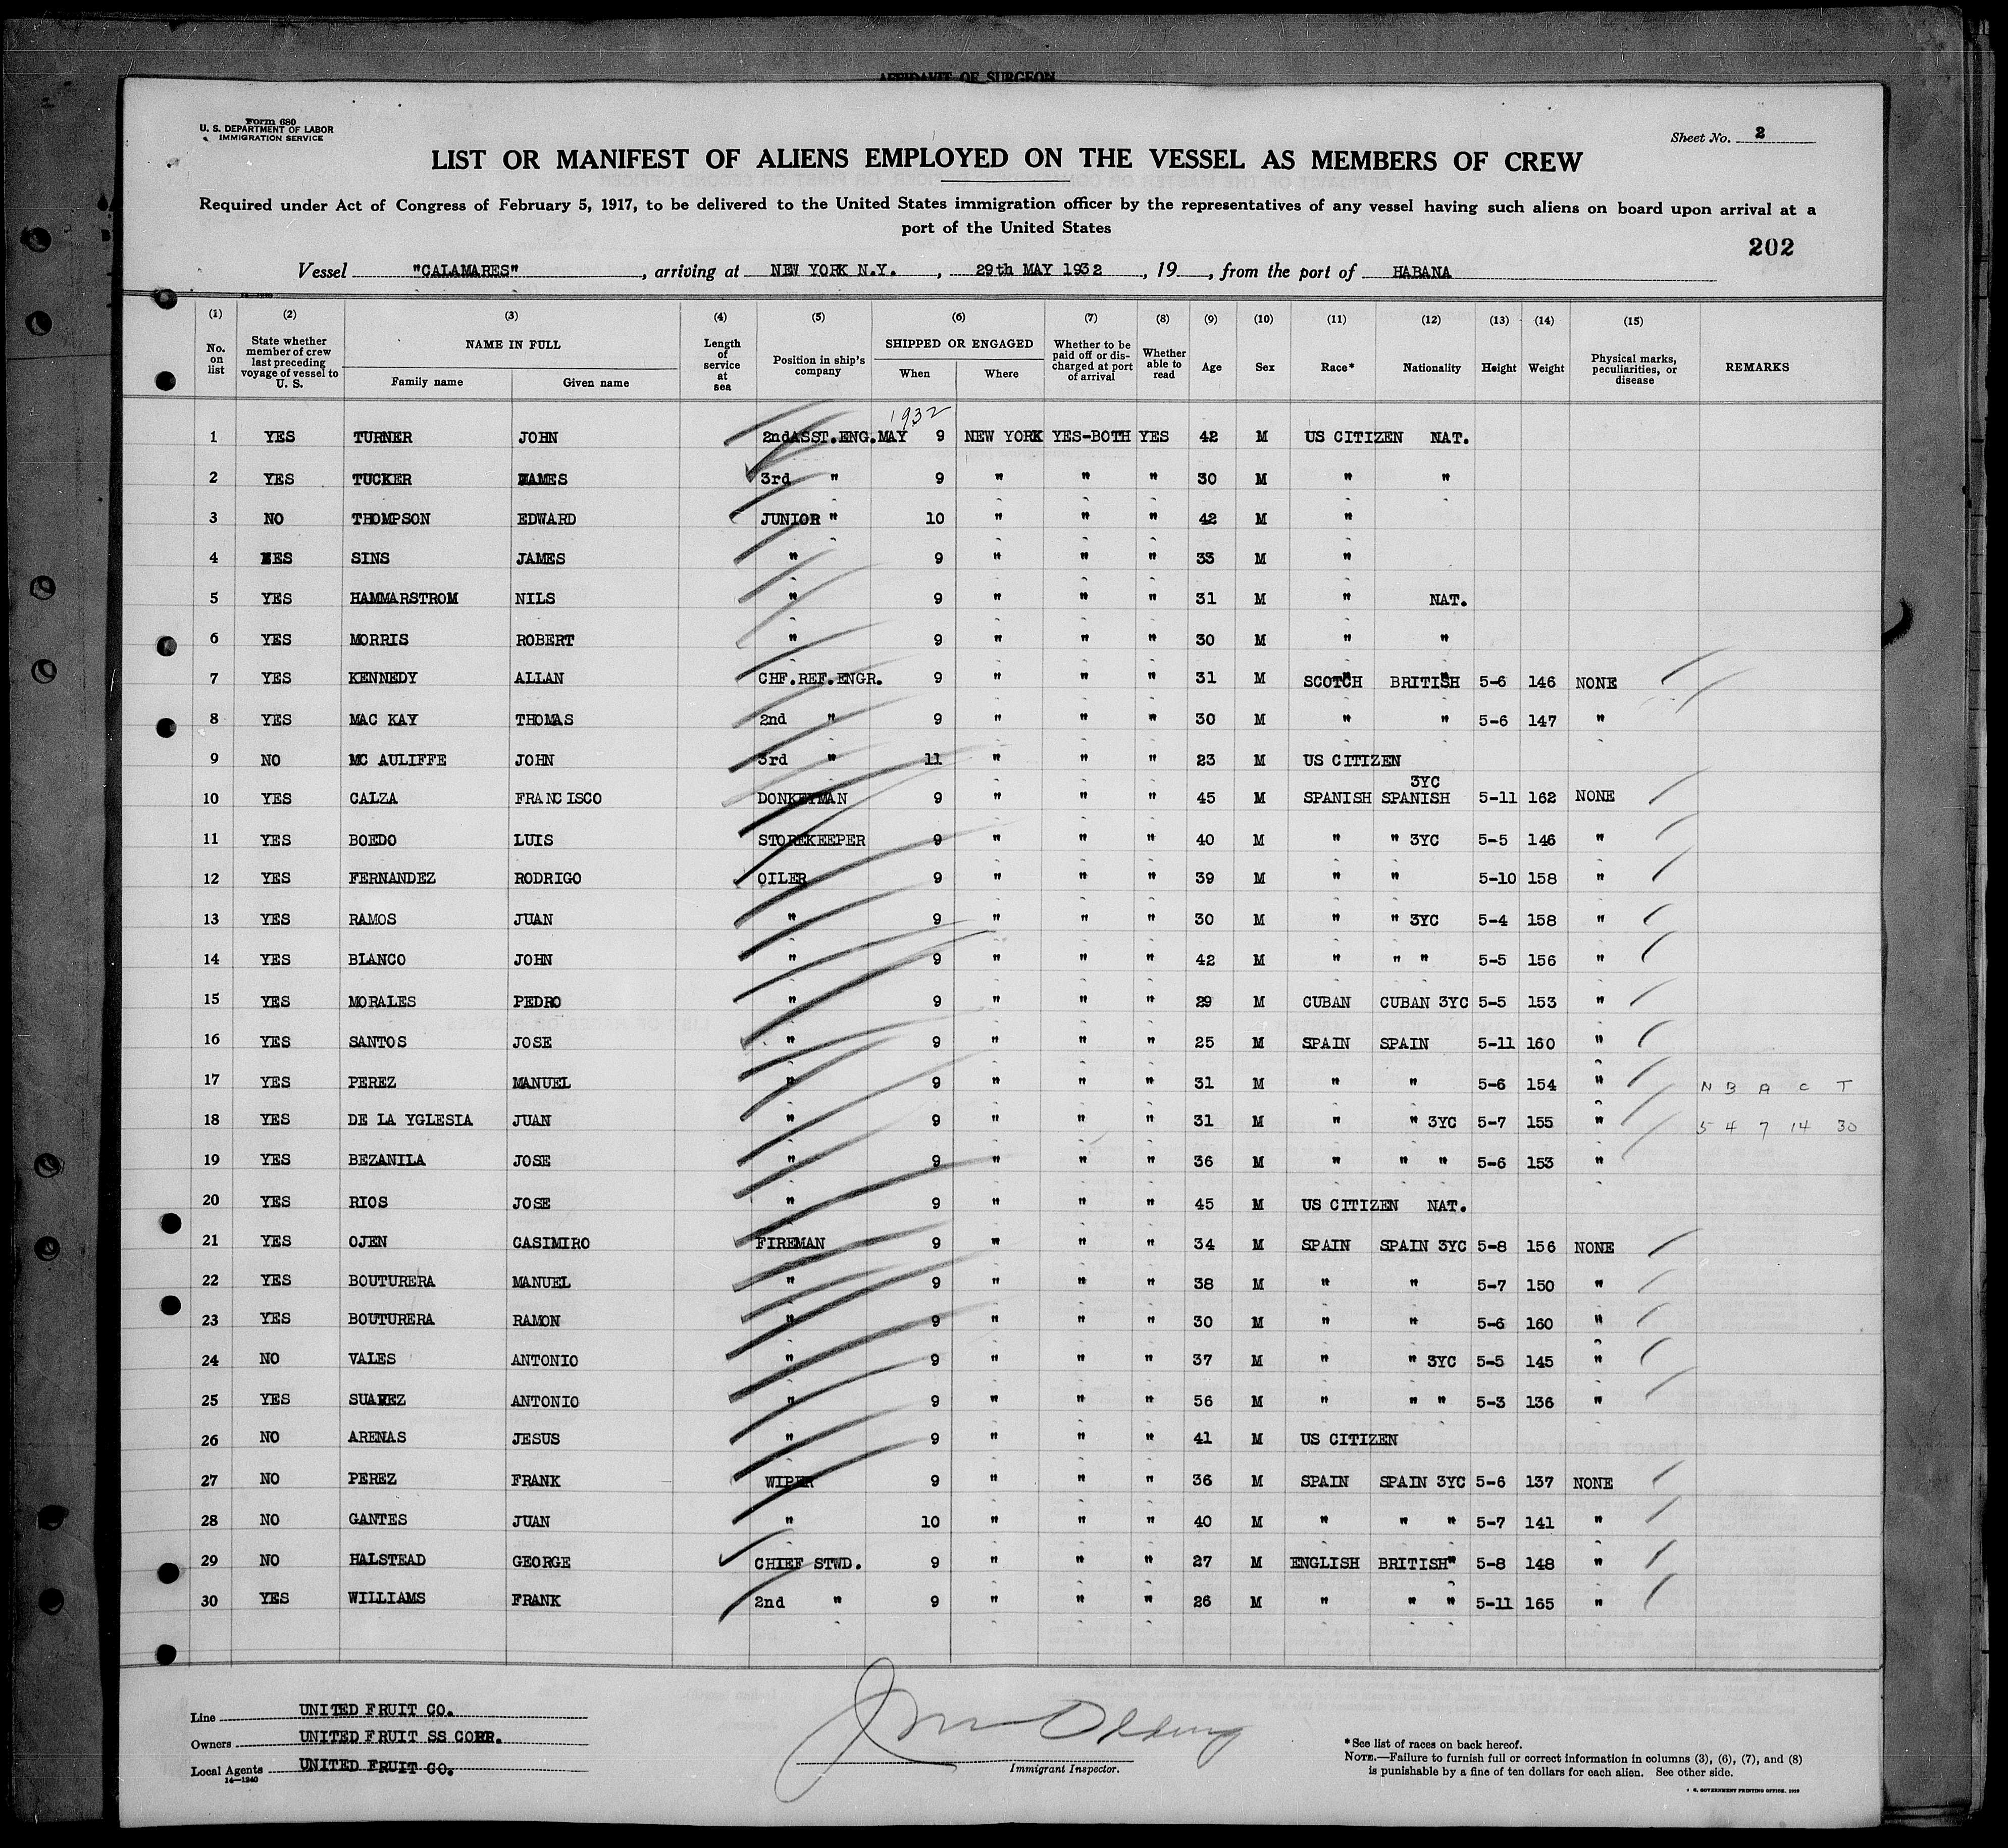 AFFIDAVIT OF SURGEON
Form 680
U. S. DEPARTMENT OF LABOR
IMMIGRATION SERVICE
Sheet No. 2
LIST OR MANIFEST OF ALIENS EMPLOYED ON THE VESSEL AS MEMBERS OF CREW
Required under Act of Congress of February 5, 1917, to be delivered to the United States immigration officer by the representatives of any vessel having such aliens on board upon arrival at a
port of the United States
202
Vessel "CALAMARES", arriving at NEW YORK N.Y., 29th MAY 1932, 19 , from the port of HABANA
(1) (2) (3) (4) (5) (6) (7) (8) (9) (10) (11) (12) (13) (14) (15)
No. on list | State whether member of crew last preceding voyage of vessel to U. S. | NAME IN FULL | Family name | Given name | Length of service at sea | Position in ship's company | SHIPPED OR ENGAGED | When | Where | Whether to be paid off or discharged at port of arrival | Whether able to read | Age | Sex | Race* | Nationality | Height | Weight | Physical marks, peculiarities, or disease | REMARKS
1932
1 YES TURNER JOHN 2ndASST.ENG. MAY 9 NEW YORK YES-BOTH YES 42 M US CITIZEN NAT.
2 YES TUCKER JAMES 3rd " 9 " " " 30 M " "
3 NO THOMPSON EDWARD JUNIOR " 10 " " " 42 M "
4 YES SINS JAMES " 9 " " " 33 M "
5 YES HAMMARSTROM NILS " 9 " " " 31 M " NAT.
6 YES MORRIS ROBERT " 9 " " " 30 M " "
7 YES KENNEDY ALLAN CHF.REF.ENGR. 9 " " " 31 M SCOTCH BRITISH 5-6 146 NONE
8 YES MAC KAY THOMAS 2nd " 9 " " " 30 M " " 5-6 147 "
9 NO MC AULIFFE JOHN 3rd " 11 " " " 23 M US CITIZEN
10 YES CALZA FRANCISCO DONKEYMAN 9 " " " 45 M SPANISH SPANISH 3YC 5-11 162 NONE
11 YES BOEDO LUIS STOREKEEPER 9 " " " 40 M " " 3YC 5-5 146 "
12 YES FERNANDEZ RODRIGO OILER 9 " " " 39 M " " 5-10 158 "
13 YES RAMOS JUAN " 9 " " " 30 M " " 3YC 5-4 158 "
14 YES BLANCO JOHN " 9 " " " 42 M " " " 5-5 156 "
15 YES MORALES PEDRO " 9 " " " 29 M CUBAN CUBAN 3YC 5-5 153 "
16 YES SANTOS JOSE " 9 " " " 25 M SPAIN SPAIN 5-11 160 "
17 YES PEREZ MANUEL " 9 " " " 31 M " " 5-6 154 " N B A C T
18 YES DE LA YGLESIA JUAN " 9 " " " 31 M " " 3YC 5-7 155 " 5 4 7 14 30
19 YES BEZANILA JOSE " 9 " " " 36 M " " " 5-6 153 "
20 YES RIOS JOSE " 9 " " " 45 M US CITIZEN NAT.
21 YES OJEN CASIMIRO FIREMAN 9 " " " 34 M SPAIN SPAIN 3YC 5-8 156 NONE
22 YES BOUTURERA MANUEL " 9 " " " 38 M " " 5-7 150 "
23 YES BOUTURERA RAMON " 9 " " " 30 M " " 5-6 160 "
24 NO VALES ANTONIO " 9 " " " 37 M " " 3YC 5-5 145 "
25 YES SUAREZ ANTONIO " 9 " " " 56 M " " " 5-3 136 "
26 NO ARENAS JESUS " 9 " " " 41 M US CITIZEN
27 NO PEREZ FRANK WIPER 9 " " " 36 M SPAIN SPAIN 3YC 5-6 137 NONE
28 NO GANTES JUAN " 10 " " " 40 M " " " 5-7 141 "
29 NO HALSTEAD GEORGE CHIEF STWD. 9 " " " 27 M ENGLISH BRITISH" 5-8 148 "
30 YES WILLIAMS FRANK 2nd " 9 " " " 26 M " " " 5-11 165 "
Line UNITED FRUIT CO.
Owners UNITED FRUIT SS CORP.
Local Agents UNITED FRUIT CO.
14—1240
Immigrant Inspector.
*See list of races on back hereof.
NOTE.—Failure to furnish full or correct information in columns (3), (6), (7), and (8)
is punishable by a fine of ten dollars for each alien. See other side.
U. S. GOVERNMENT PRINTING OFFICE. 1929